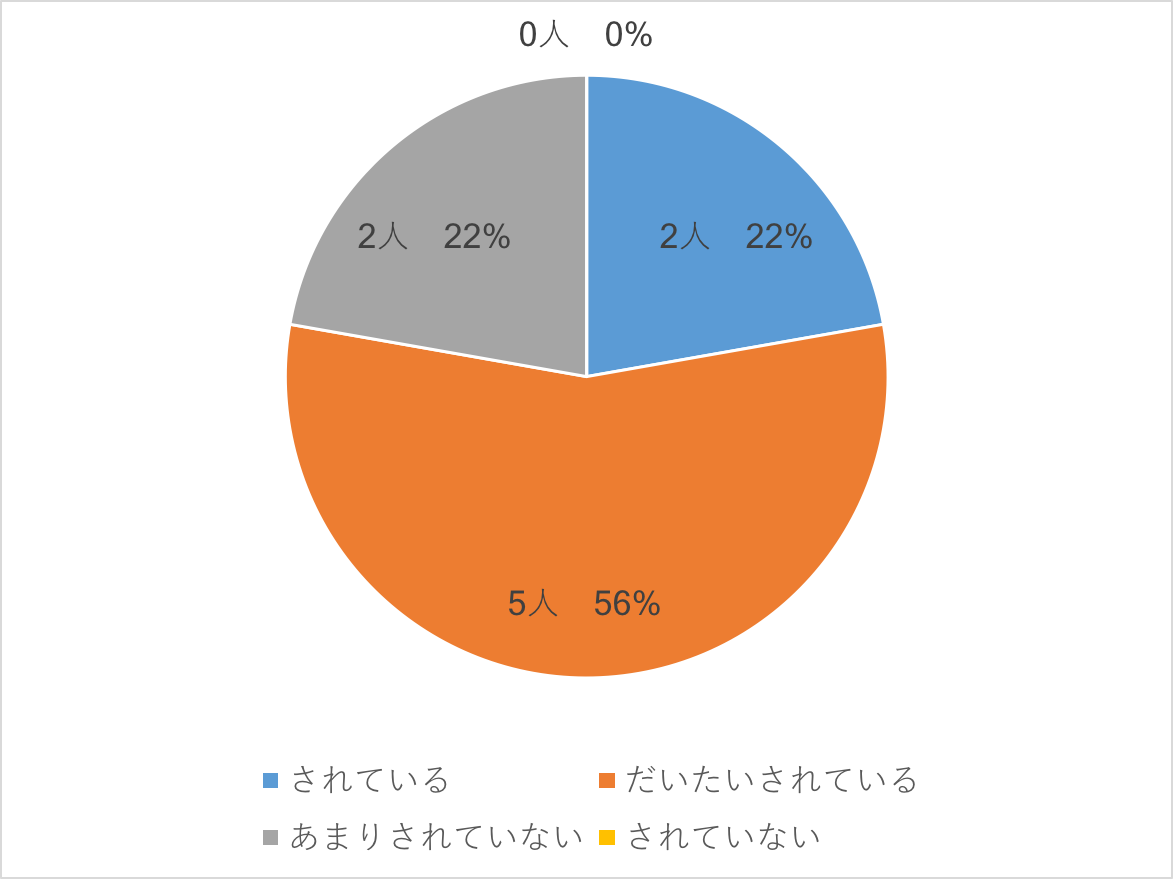 0人　0%
2人　22%
2人　22%
5人　56%
されている
だいたいされている
あまりされていない
されていない